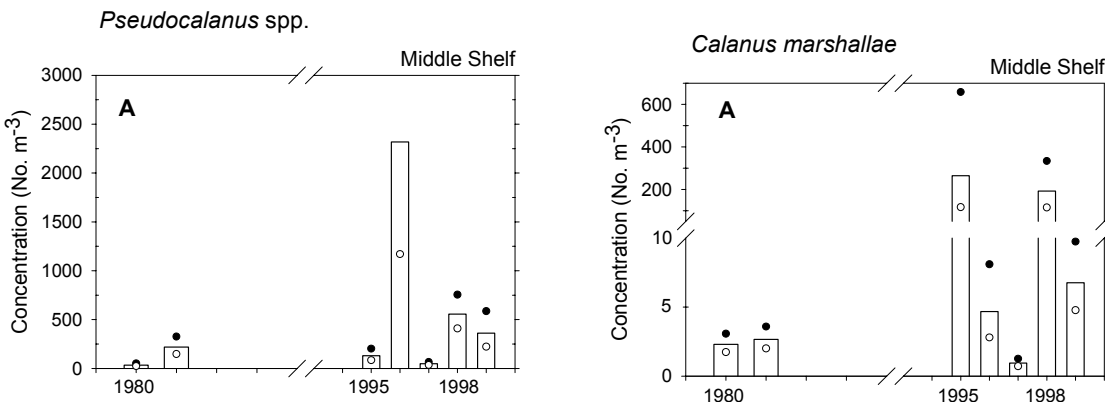 Pseudocalanus spp.
Middle Shelf
A
Concentration (No. m-3)
3000
2500
2000
1500
1000
500
0
1980
1995
1998
Calanus marshallae
Middle Shelf
A
Concentration (No. m-3)
600
400
200
10
5
0
1980
1995
1998